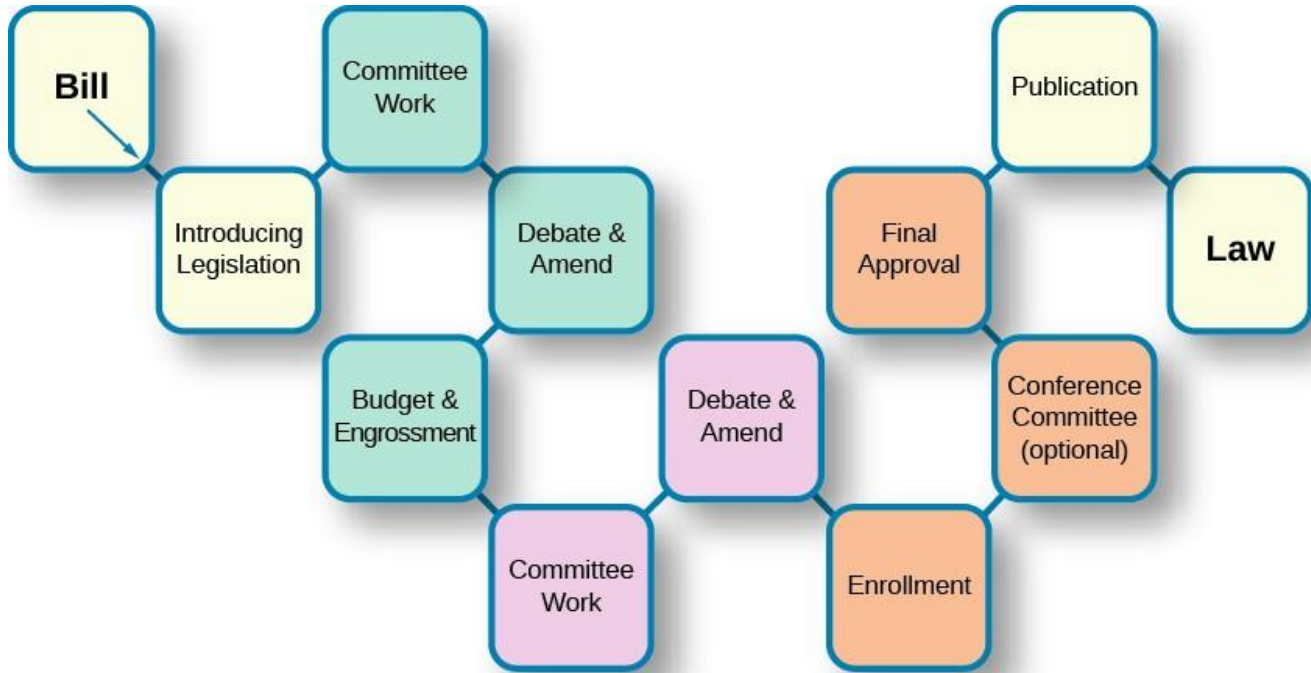 Bill
Introducing
Legislation
Committee
Work
Debate &
Amend
Budget &
Engrossment
Committee
Work
Debate &
Amend
Enrollment
Conference
Committee
(optional)
Final
Approval
Publication
Law